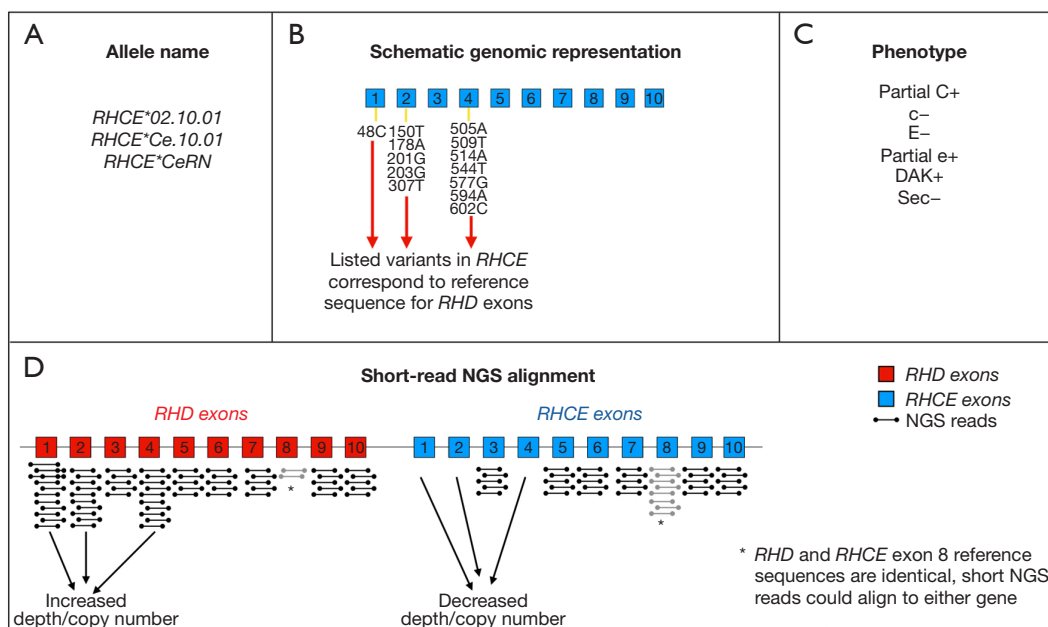 A
Allele name
RHCE*02.10.01
RHCE*Ce.10.01
RHCE*CeRN
B
Schematic genomic representation
1 2 3 4 5 6 7 8 9 10
48C 150T 505A
178A 509T
201G 514A
203G 544T
307T 577G
594A
602C
Listed variants in RHCE
correspond to reference
sequence for RHD exons
C
Phenotype
Partial C+
c−
E−
Partial e+
DAK+
Sec−
D
Short-read NGS alignment
RHD exons
RHCE exons
NGS reads
RHD exons
RHCE exons
1 2 3 4 5 6 7 8 9 10
1 2 3 4 5 6 7 8 9 10
*
*
Increased
depth/copy number
Decreased
depth/copy number
* RHD and RHCE exon 8 reference
sequences are identical, short NGS
reads could align to either gene